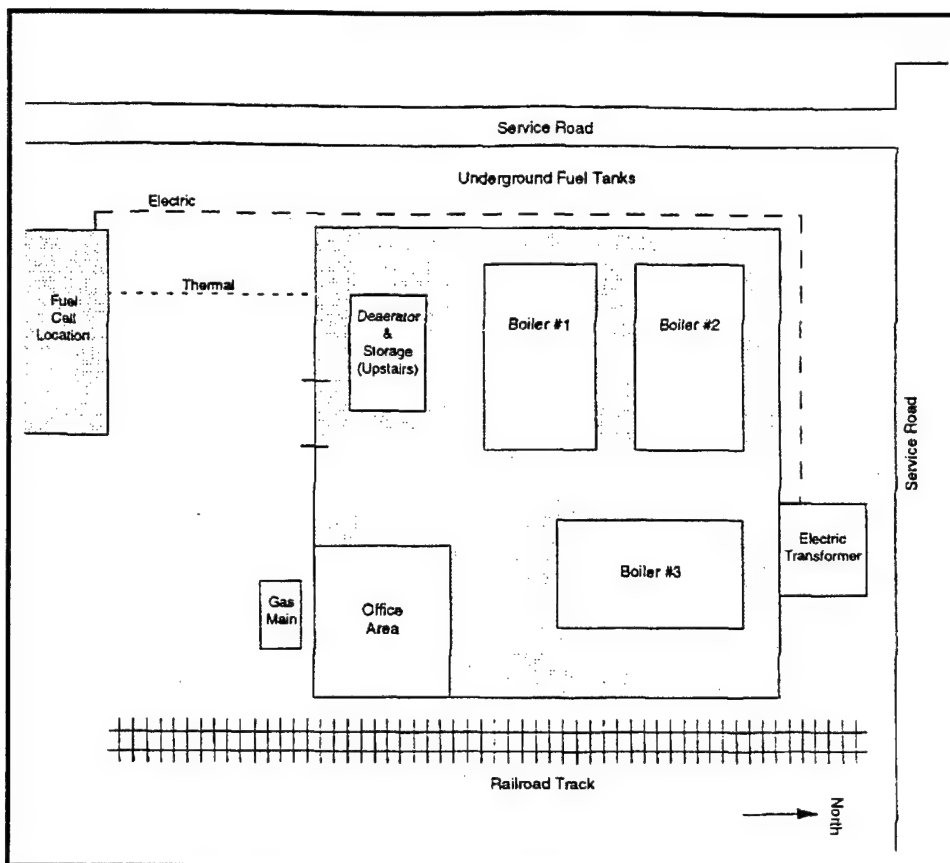 Service Road
Underground Fuel Tanks
Electric
Thermal
Fuel
Cell
Location
Deaerator
&
Storage
(Upstairs)
Boiler #1
Boiler #2
Service Road
Electric
Transformer
Boiler #3
Gas
Main
Office
Area
Railroad Track
North